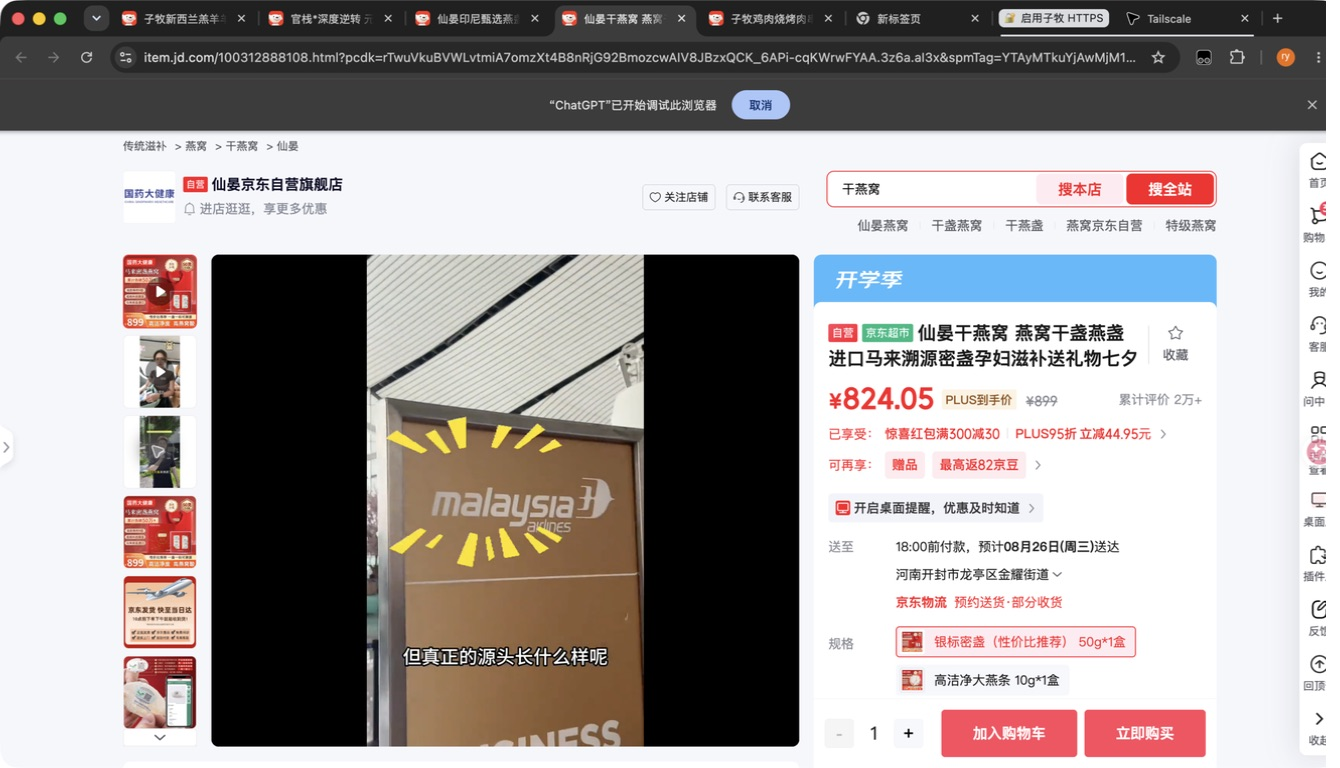 子牧新西兰羔羊
官栈*深度逆转
仙晏印尼甄选燕
仙晏干燕窝 燕窝
子牧鸡肉烧烤肉
新标签页
启用子牧 HTTPS
Tailscale
item.jd.com/100312888108.html?pcdk=rTwuVkuBVWLvtmiA7omzXt4B8nRjG92BmozcwAIV8JBzxQCK_6APi-cqKWrwFYAA.3z6a.al3x&spmTag=YTAyMTkuYjAwMjM1...
ry
“ChatGPT”已开始调试此浏览器
取消
传统滋补 > 燕窝 > 干燕窝 > 仙晏
国药大健康
自营 仙晏京东自营旗舰店
进店逛逛，享更多优惠
关注店铺
联系客服
干燕窝
搜本店
搜全站
仙晏燕窝
干盏燕窝
干燕盏
燕窝京东自营
特级燕窝
首页
购物
我的
客服
899
899
京东发货 快至当日达
malaysia
airlines
但真正的源头长什么样呢
开学季
自营 京东超市 仙晏干燕窝 燕窝干盏燕盏
进口马来溯源密盏孕妇滋补送礼物七夕
收藏
¥824.05 PLUS到手价 ¥899
累计评价 2万+
已享受： 惊喜红包满300减30 PLUS95折 立减44.95元 >
可再享： 赠品 最高返82京豆 >
开启桌面提醒，优惠及时知道 >
送至
18:00前付款，预计08月26日(周三)送达
河南开封市龙亭区金耀街道
京东物流 预约送货·部分收货
规格
银标密盏（性价比推荐） 50g*1盒
高洁净大燕条 10g*1盒
- 1 +
加入购物车
立即购买
问中
查看
桌面
插件
反馈
回顶
收起